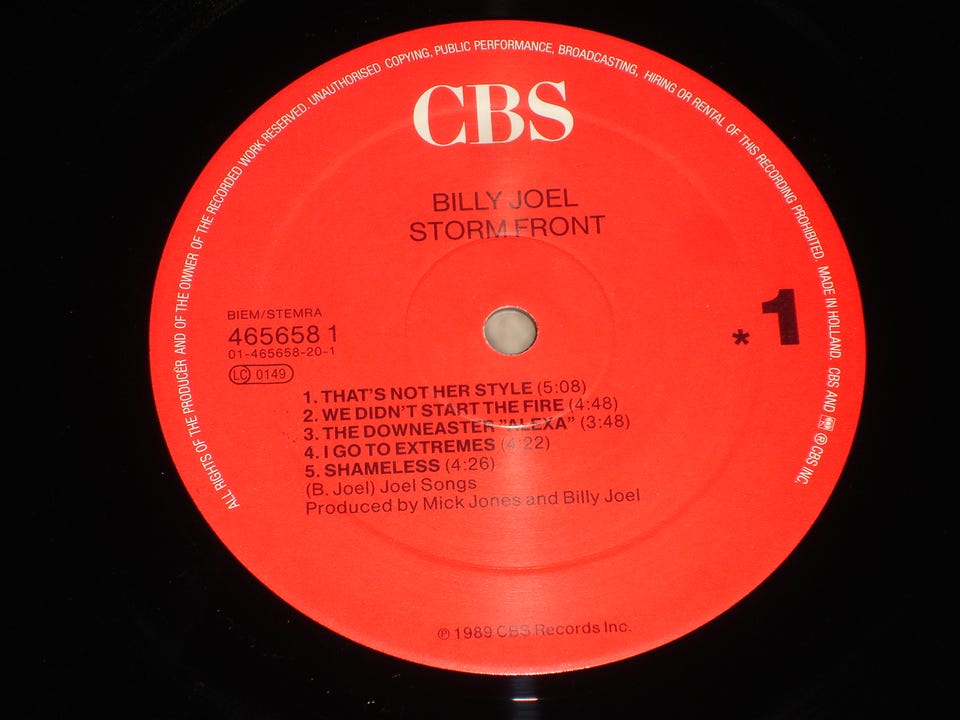 ALL RIGHTS OF THE PRODUCER AND OF THE OWNER OF THE RECORDED WORK RESERVED. UNAUTHORISED COPYING, PUBLIC PERFORMANCE, BROADCASTING, HIRING OR RENTAL OF THIS RECORDING PROHIBITED. MADE IN HOLLAND. CBS AND ℗ CBS INC.
CBS
BILLY JOEL
STORM FRONT
BIEM/STEMRA
465658 1
01-465658-20-1
LC 0149
* 1
1. THAT'S NOT HER STYLE (5:08)
2. WE DIDN'T START THE FIRE (4:48)
3. THE DOWNEASTER "ALEXA" (3:48)
4. I GO TO EXTREMES (4:22)
5. SHAMELESS (4:26)
(B. Joel) Joel Songs
Produced by Mick Jones and Billy Joel
℗ 1989 CBS Records Inc.